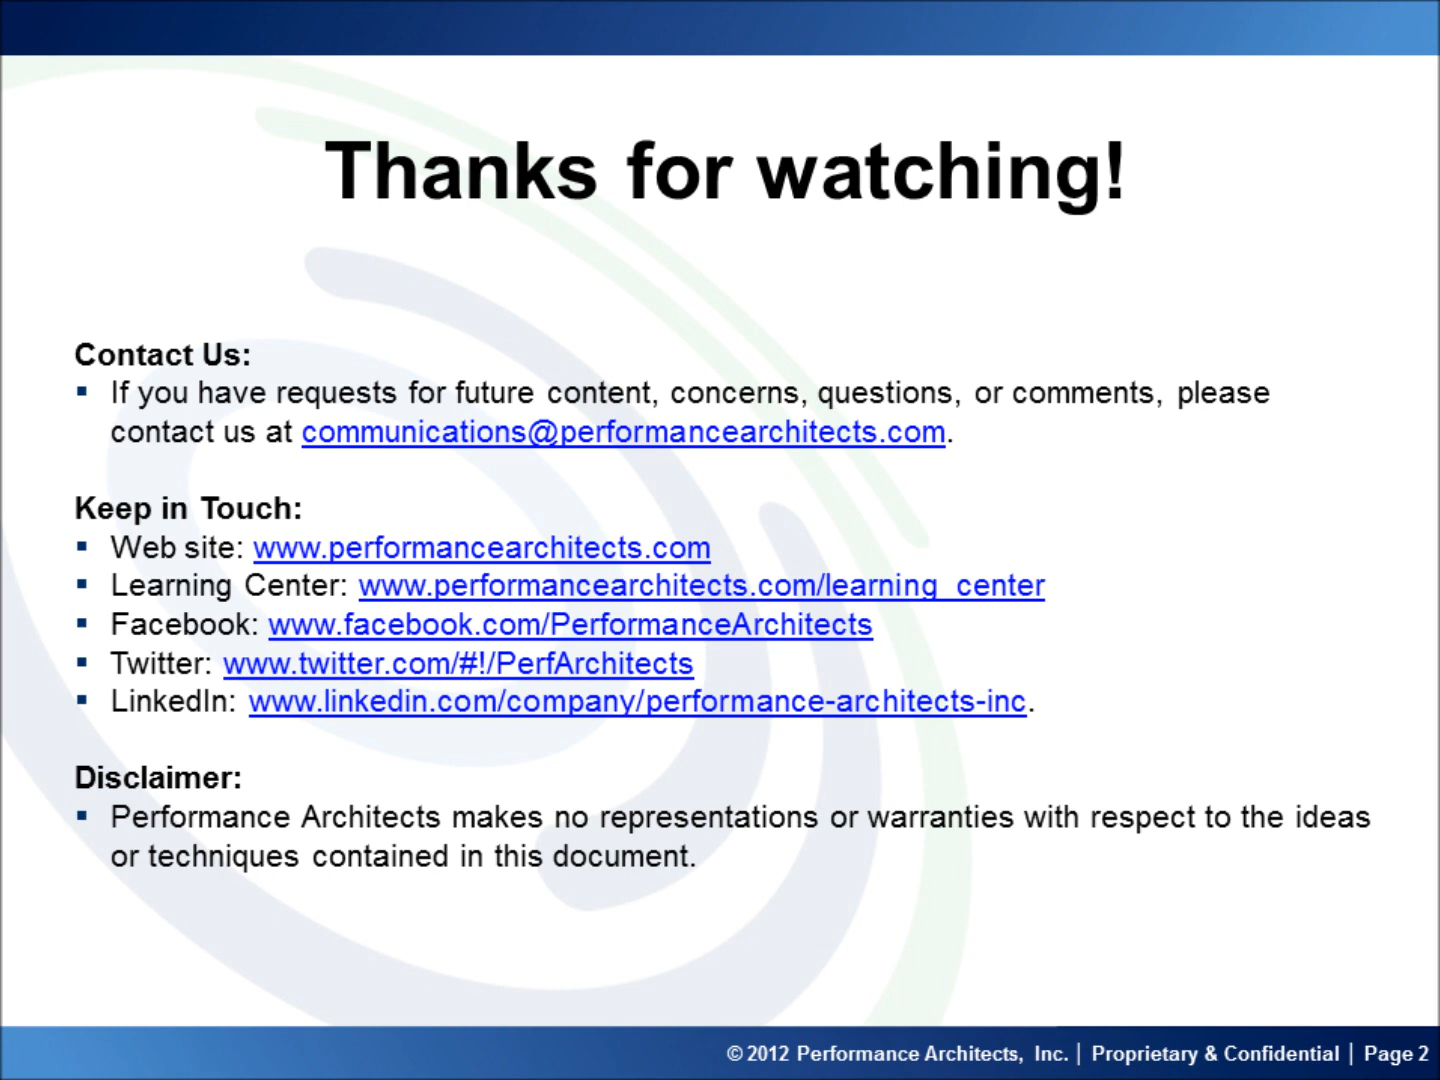 Thanks for watching!
Contact Us:
▪ If you have requests for future content, concerns, questions, or comments, please
contact us at communications@performancearchitects.com.
Keep in Touch:
▪ Web site: www.performancearchitects.com
▪ Learning Center: www.performancearchitects.com/learning_center
▪ Facebook: www.facebook.com/PerformanceArchitects
▪ Twitter: www.twitter.com/#!/PerfArchitects
▪ LinkedIn: www.linkedin.com/company/performance-architects-inc.
Disclaimer:
▪ Performance Architects makes no representations or warranties with respect to the ideas
or techniques contained in this document.
© 2012 Performance Architects, Inc. | Proprietary & Confidential | Page 2